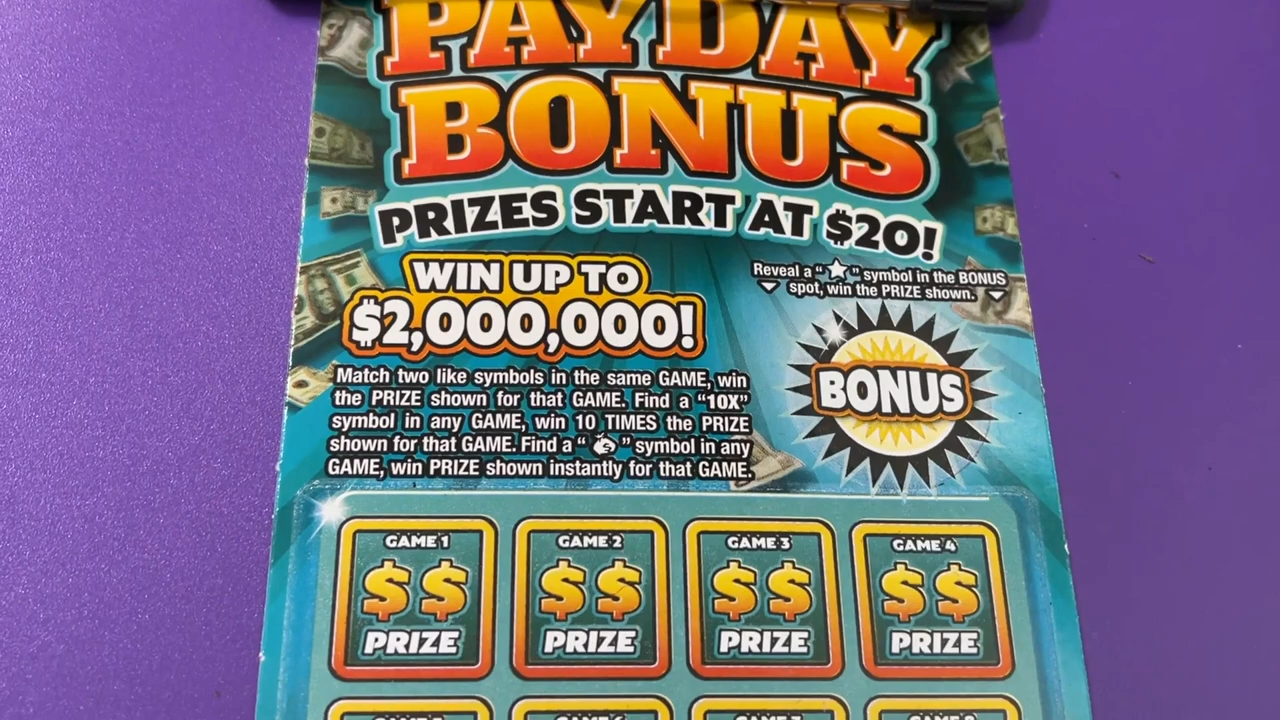 PAYDAY
BONUS
PRIZES START AT $20!
WIN UP TO
$2,000,000!
Match two like symbols in the same GAME, win
the PRIZE shown for that GAME. Find a “10X”
symbol in any GAME, win 10 TIMES the PRIZE
shown for that GAME. Find a “ ” symbol in any
GAME, win PRIZE shown instantly for that GAME.
Reveal a “★” symbol in the BONUS
spot, win the PRIZE shown.
BONUS
GAME 1
$$
PRIZE
GAME 2
$$
PRIZE
GAME 3
$$
PRIZE
GAME 4
$$
PRIZE